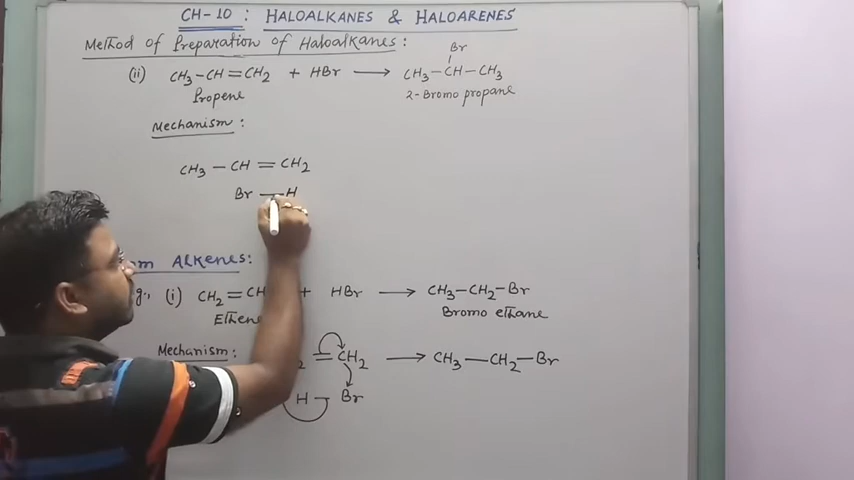 CH-10 : HALOALKANES & HALOARENES
Method of Preparation of Haloalkanes :
Br
(ii) CH3-CH=CH2 + HBr → CH3-CH-CH3
Propene 2-Bromo propane
Mechanism :
CH3-CH=CH2
Br-H
ALKENES :
(i) CH2=CH + HBr → CH3-CH2-Br
Ethene Bromo ethane
Mechanism :
2 = CH2 → CH3-CH2-Br
H-Br